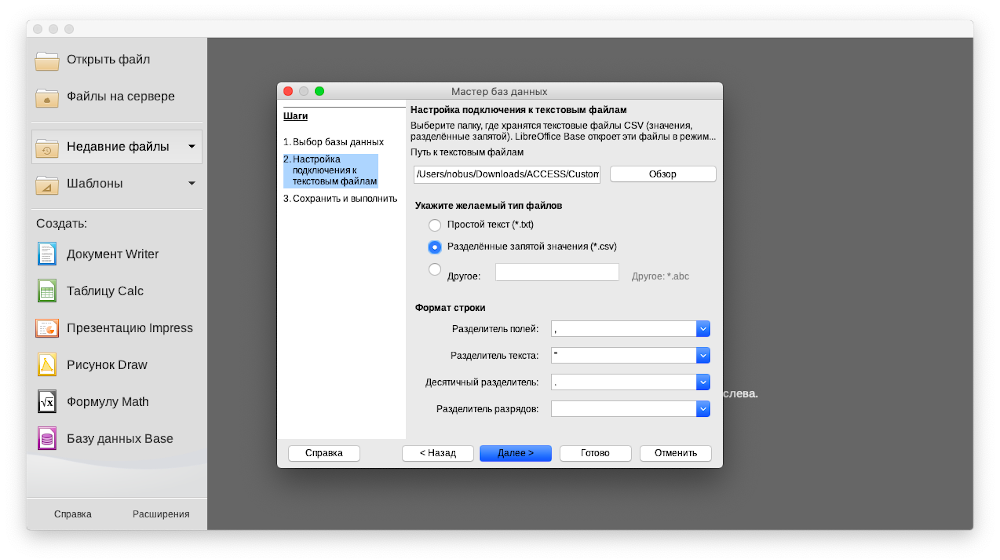 Открыть файл
Файлы на сервере
Недавние файлы
Шаблоны
Создать:
Документ Writer
Таблицу Calc
Презентацию Impress
Рисунок Draw
Формулу Math
Базу данных Base
Справка
Расширения
Мастер баз данных
Шаги
1. Выбор базы данных
2. Настройка
подключения к
текстовым файлам
3. Сохранить и выполнить
Настройка подключения к текстовым файлам
Выберите папку, где хранятся текстовые файлы CSV (значения,
разделённые запятой). LibreOffice Base откроет эти файлы в режим...
Путь к текстовым файлам
/Users/nobus/Downloads/ACCESS/Custom
Обзор
Укажите желаемый тип файлов
Простой текст (*.txt)
Разделённые запятой значения (*.csv)
Другое:
Другое: *.abc
Формат строки
Разделитель полей: ,
Разделитель текста: "
Десятичный разделитель: .
Разделитель разрядов:
слева.
Справка
< Назад
Далее >
Готово
Отменить